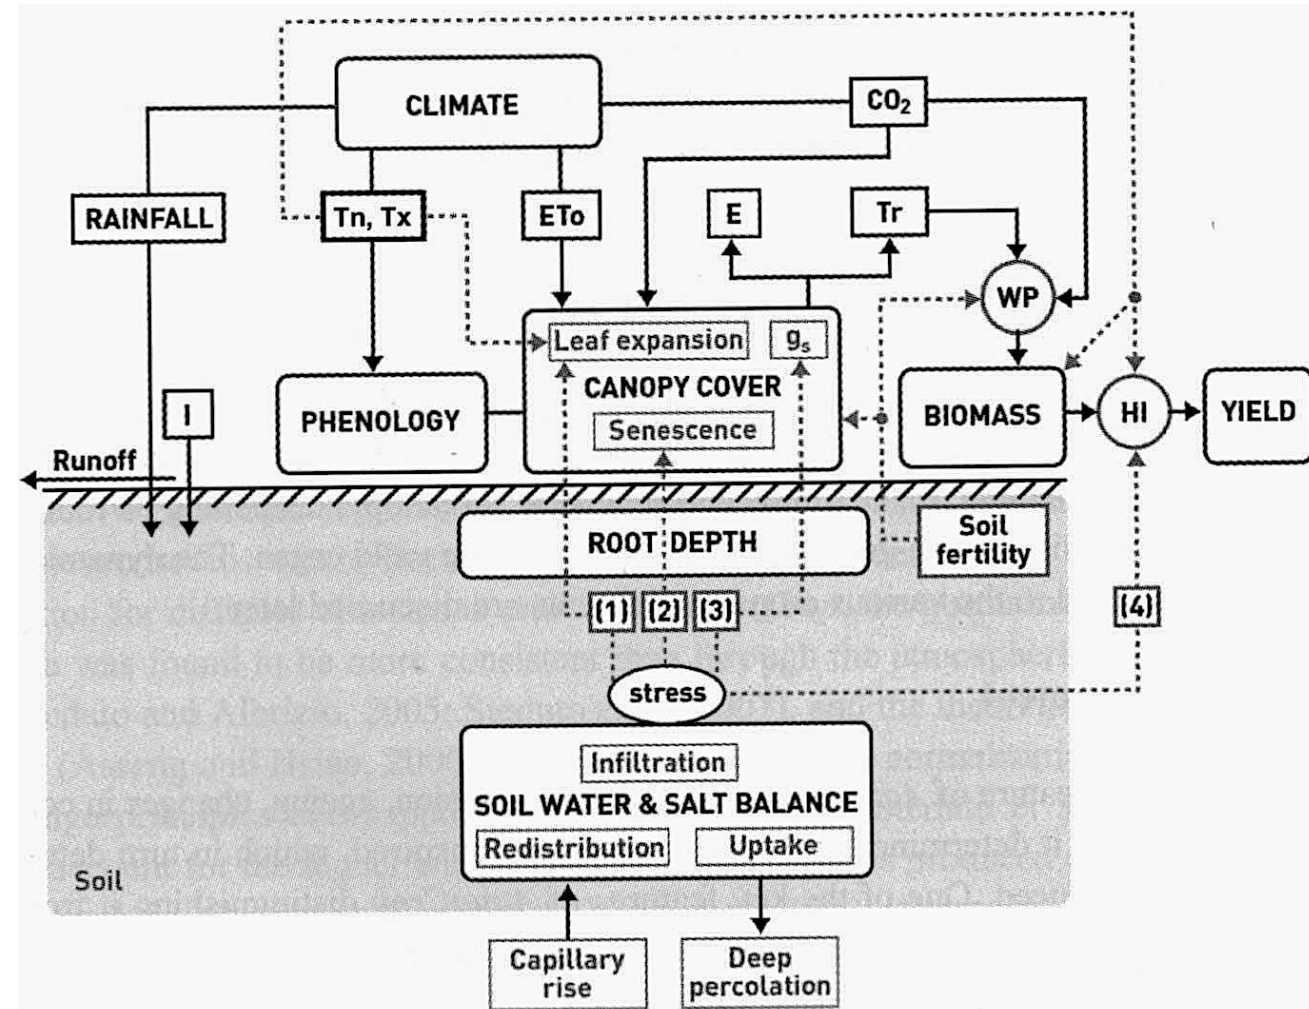 CLIMATE
CO₂
RAINFALL
Tn, Tx
ETo
E
Tr
WP
Leaf expansion
gₛ
CANOPY COVER
Senescence
PHENOLOGY
I
BIOMASS
HI
YIELD
Runoff
ROOT DEPTH
Soil
fertility
(1)
(2)
(3)
(4)
stress
Infiltration
SOIL WATER & SALT BALANCE
Redistribution
Uptake
Soil
Capillary
rise
Deep
percolation